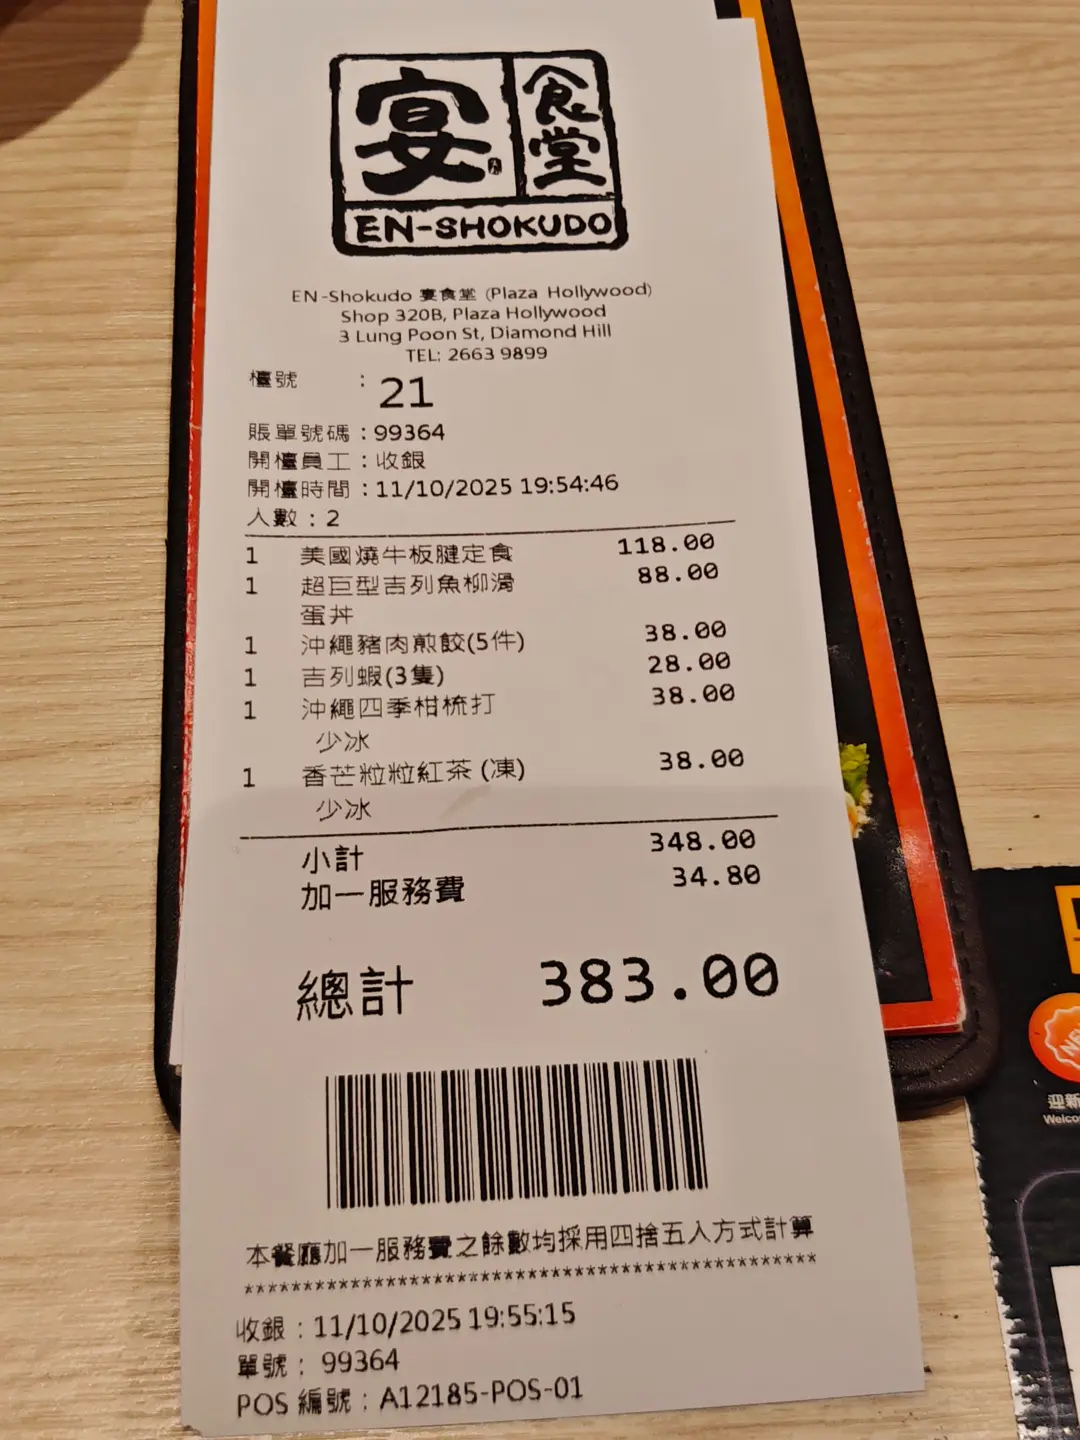 宴 食堂
EN-SHOKUDO
EN-Shokudo 宴食堂 (Plaza Hollywood)
Shop 320B, Plaza Hollywood
3 Lung Poon St, Diamond Hill
TEL: 2663 9899
檯號 : 21
賬單號碼 : 99364
開檯員工 : 收銀
開檯時間 : 11/10/2025 19:54:46
人數 : 2
1 美國燒牛板腱定食 118.00
1 超巨型吉列魚柳滑 88.00
蛋丼
1 沖繩豬肉煎餃(5件) 38.00
1 吉列蝦(3隻) 28.00
1 沖繩四季柑梳打 38.00
少冰
1 香芒粒粒紅茶 (凍) 38.00
少冰
小計 348.00
加一服務費 34.80
總計 383.00
本餐廳加一服務費之餘數均採用四捨五入方式計算
************************************************
收銀 : 11/10/2025 19:55:15
單號 : 99364
POS 編號 : A12185-POS-01
迎新